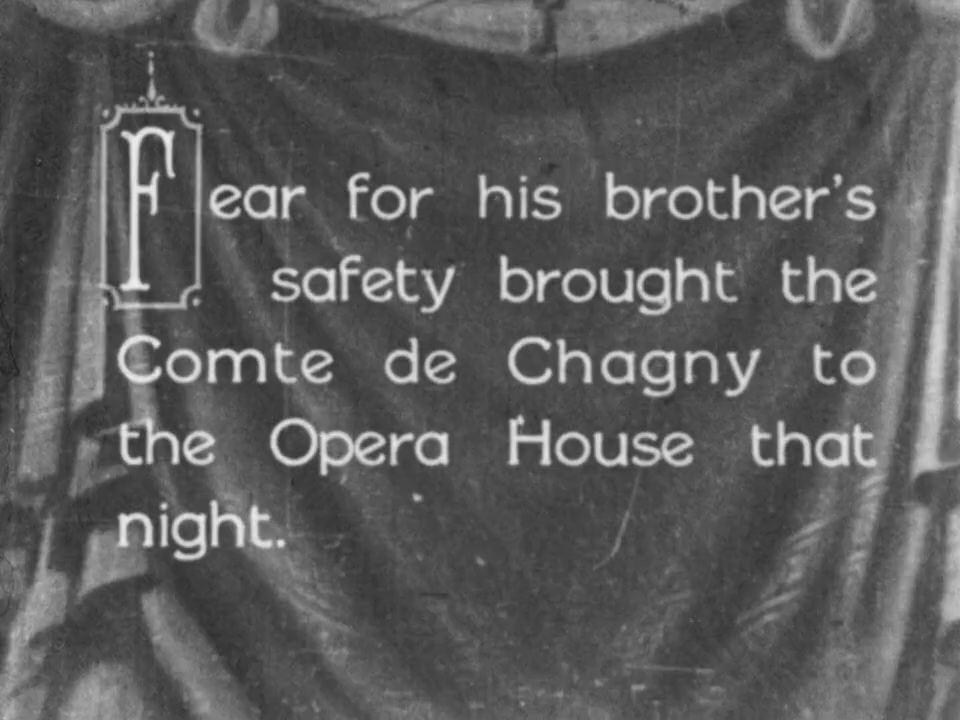 Fear for his brother's
safety brought the
Comte de Chagny to
the Opera House that
night.